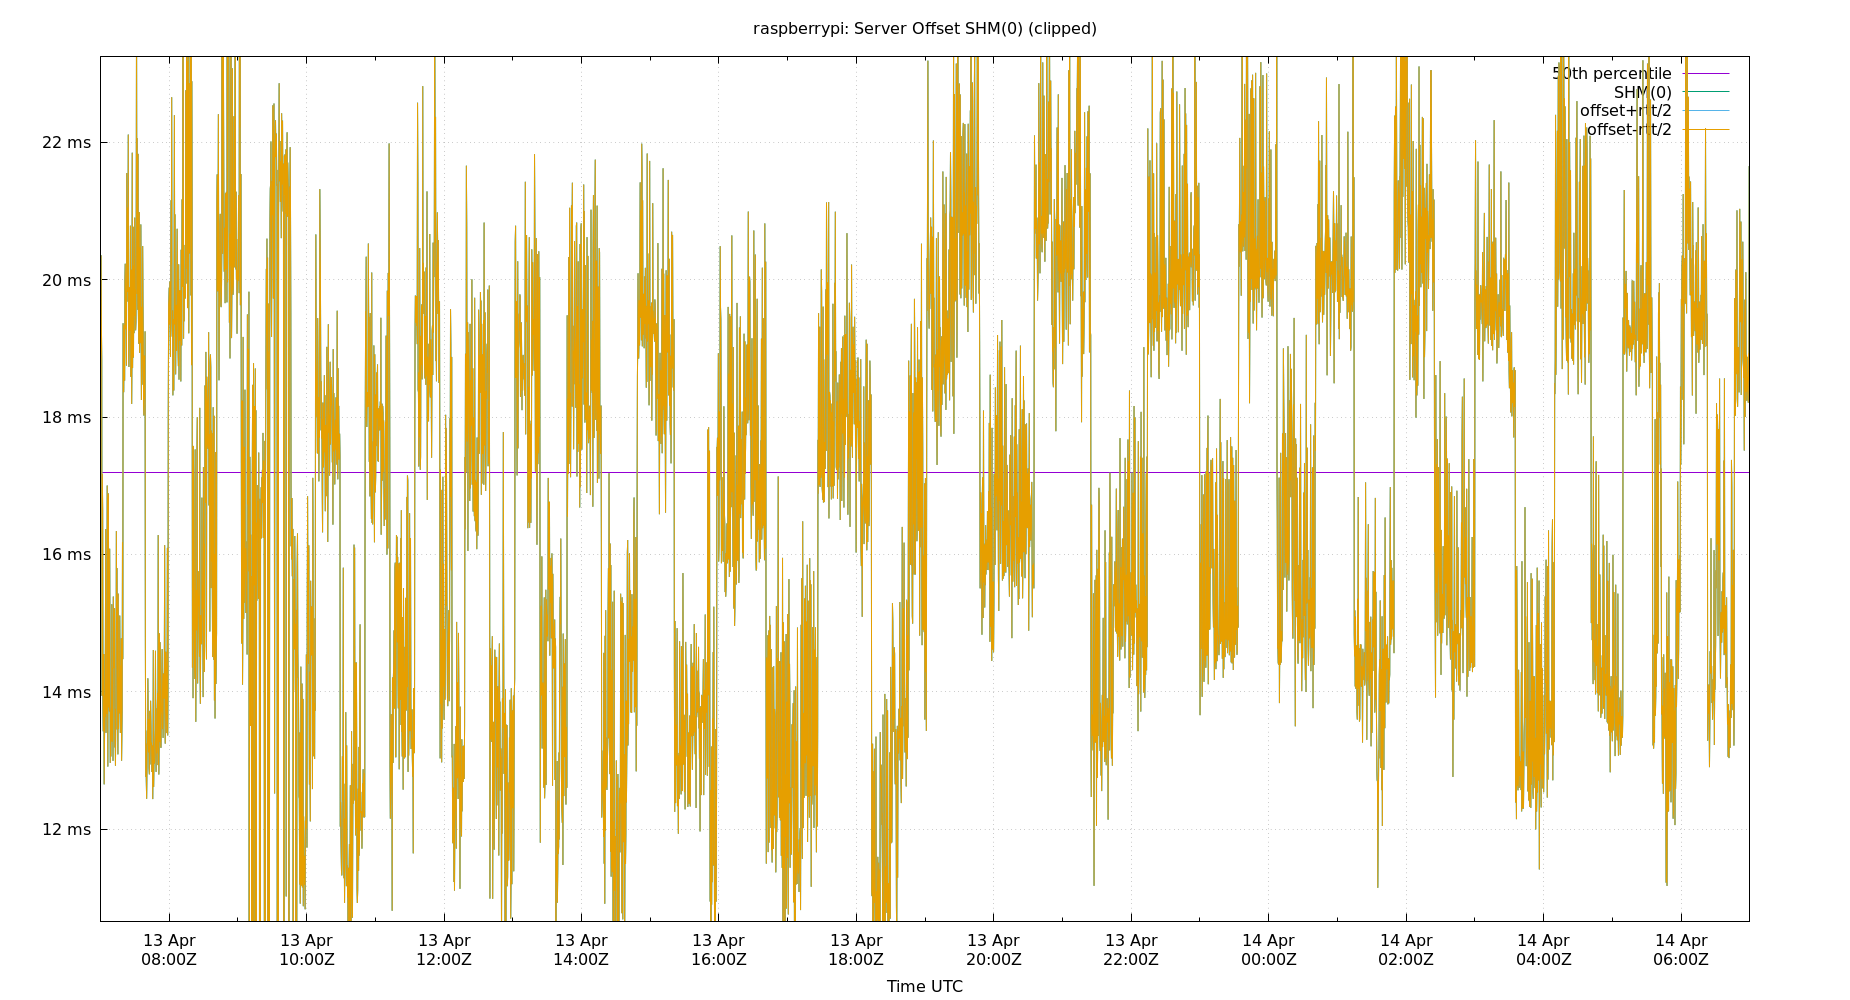 raspberrypi: Server Offset SHM(0) (clipped)
50th percentile
SHM(0)
offset+rtt/2
offset-rtt/2
22 ms
20 ms
18 ms
16 ms
14 ms
12 ms
13 Apr 13 Apr 13 Apr 13 Apr 13 Apr 13 Apr 13 Apr 13 Apr 14 Apr 14 Apr 14 Apr 14 Apr
08:00Z 10:00Z 12:00Z 14:00Z 16:00Z 18:00Z 20:00Z 22:00Z 00:00Z 02:00Z 04:00Z 06:00Z
Time UTC